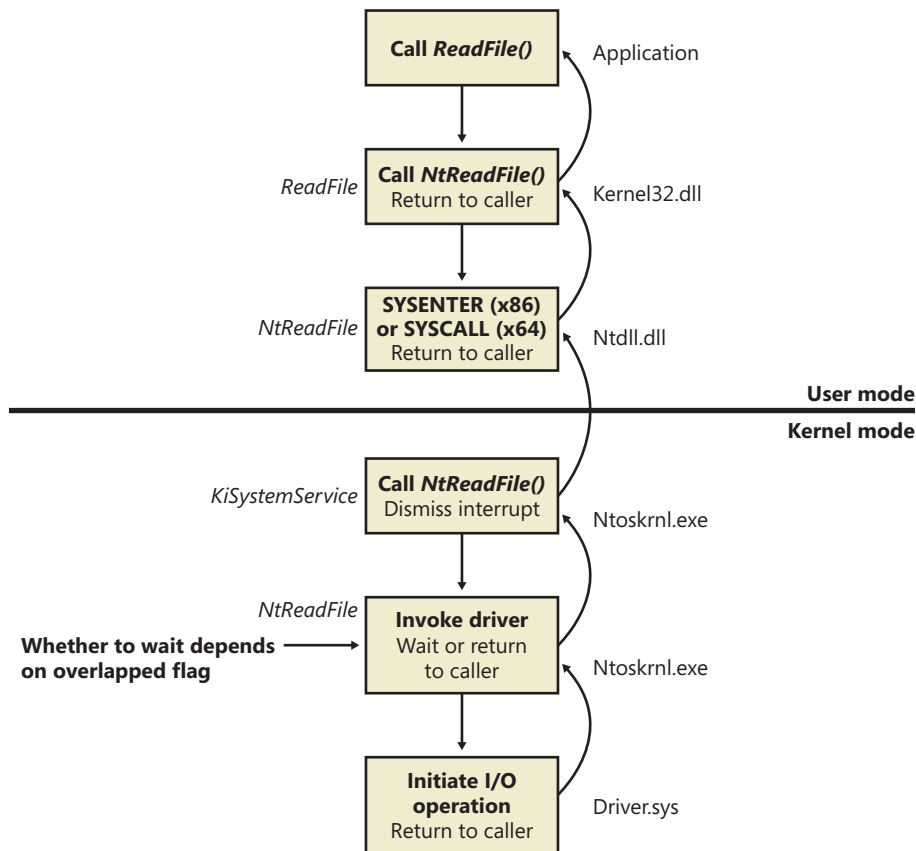 Call ReadFile()
Application
ReadFile
Call NtReadFile()
Return to caller
Kernel32.dll
NtReadFile
SYSENTER (x86)
or SYSCALL (x64)
Return to caller
Ntdll.dll
User mode
Kernel mode
KiSystemService
Call NtReadFile()
Dismiss interrupt
Ntoskrnl.exe
NtReadFile
Whether to wait depends
on overlapped flag
Invoke driver
Wait or return
to caller
Ntoskrnl.exe
Initiate I/O
operation
Return to caller
Driver.sys